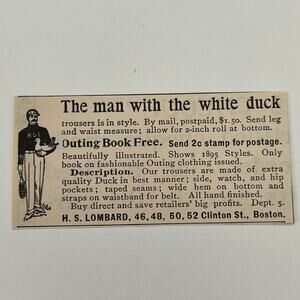 The man with the white duck
trousers is in style. By mail, postpaid, $1.50. Send leg
and waist measure; allow for 2-inch roll at bottom.
Outing Book Free. Send 2c stamp for postage.
Beautifully illustrated. Shows 1895 Styles. Only
book on fashionable Outing clothing issued.
Description. Our trousers are made of extra
quality Duck in best manner; side, watch, and hip
pockets; taped seams; wide hem on bottom and
straps on waistband for belt. All hand finished.
Buy direct and save retailers' big profits. Dept. 5.
H. S. LOMBARD, 46, 48, 50, 52 Clinton St., Boston.
HSL